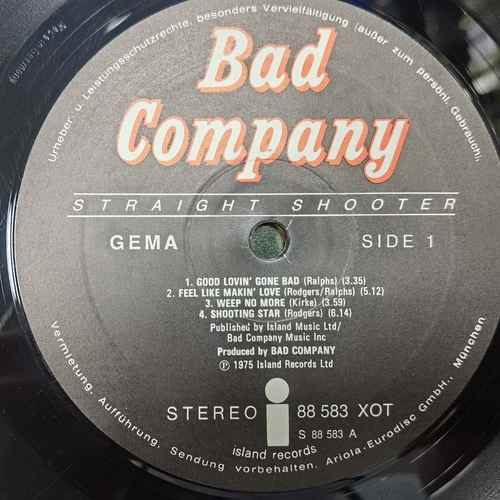 Urheber- u. Leistungsschutzrechte, besonders Vervielfältigung (außer zum persönl. Gebrauch),
Bad
Company
STRAIGHT SHOOTER
GEMA
SIDE 1
1. GOOD LOVIN' GONE BAD (Ralphs) (3.35)
2. FEEL LIKE MAKIN' LOVE (Rodgers/Ralphs) (5.12)
3. WEEP NO MORE (Kirke) (3.59)
4. SHOOTING STAR (Rodgers) (6.14)
Published by Island Music Ltd/
Bad Company Music Inc
Produced by BAD COMPANY
Ⓟ 1975 Island Records Ltd
STEREO
88 583 XOT
S 88 583 A
i
island records
Vermietung, Aufführung, Sendung vorbehalten. Ariola-Eurodisc GmbH., München